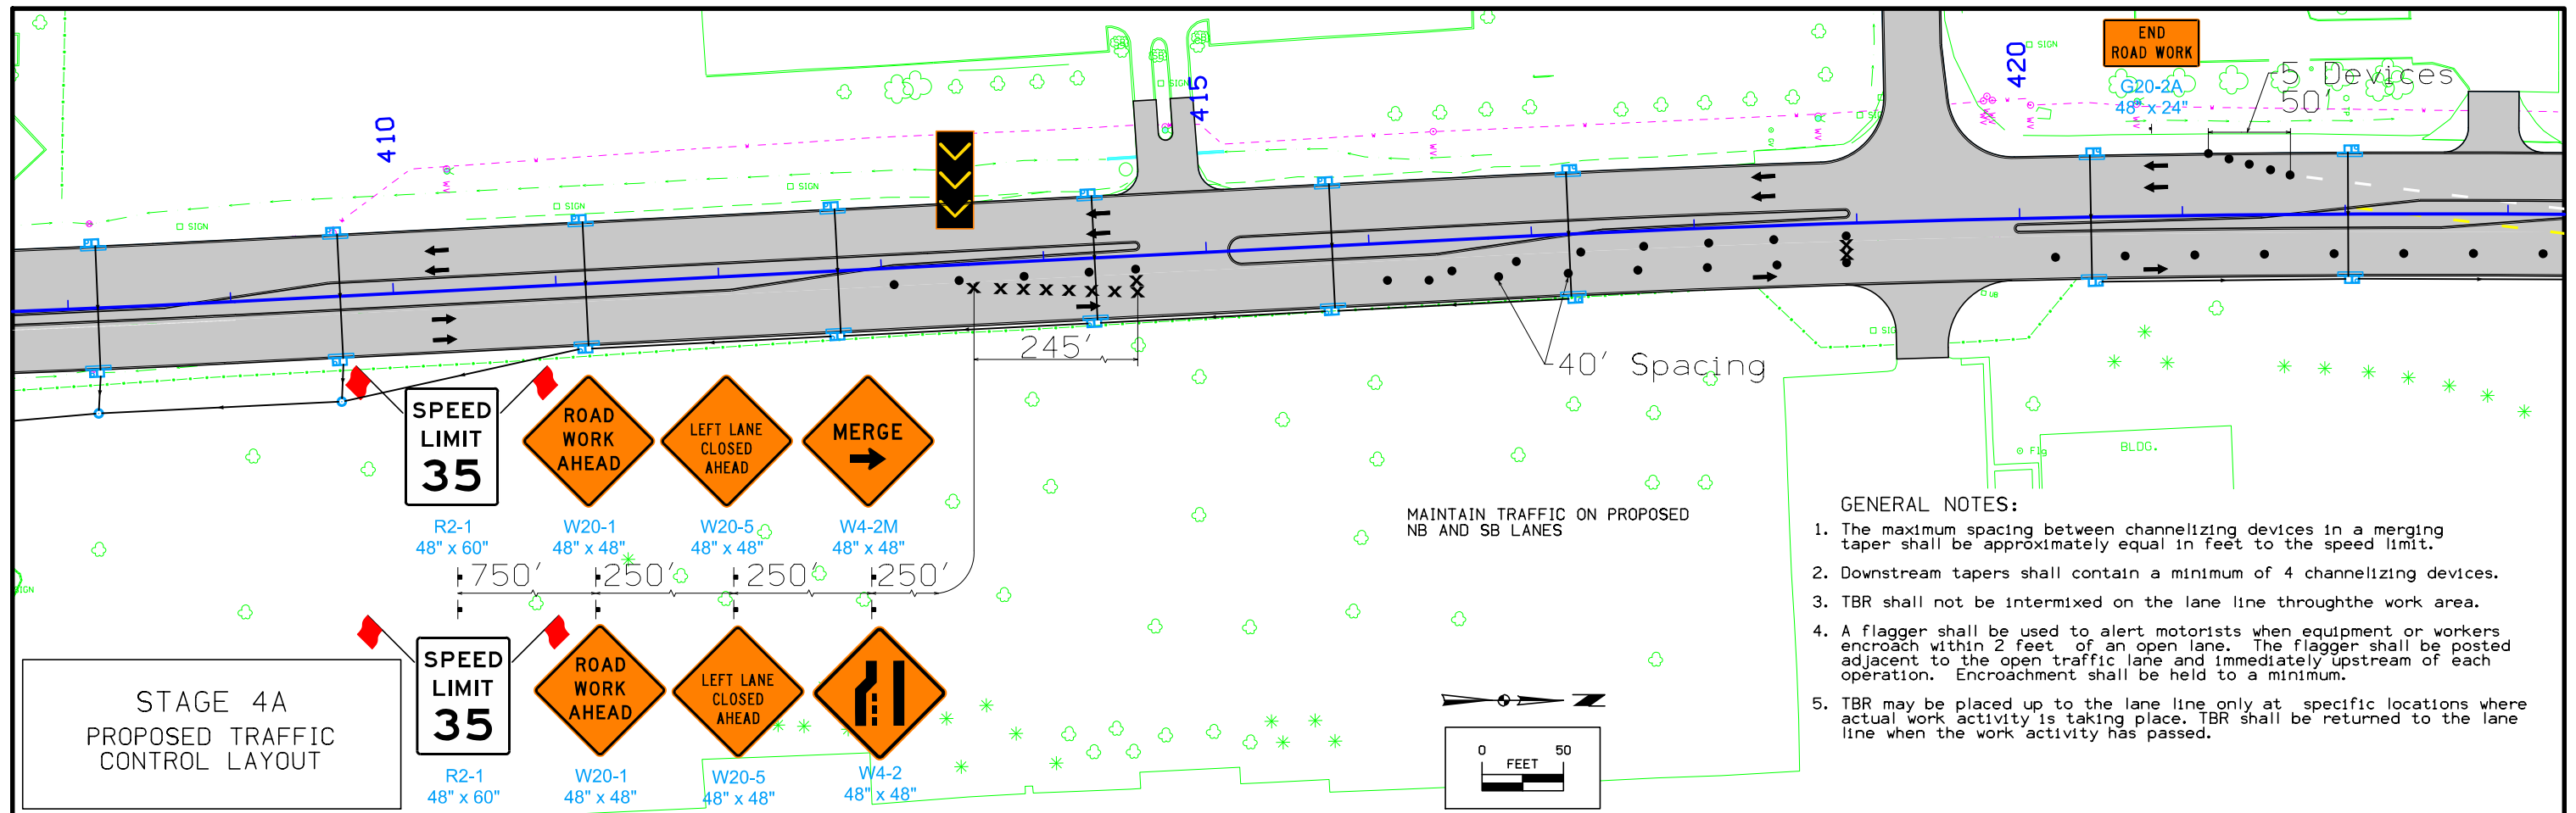 END
ROAD WORK
G20-2A
48" x 24"
5 Devices
50'
410
415
420
SIGN
SIGN
SIGN
SIGN
SIGN
WV
WV
WV
WV
WV
WV
GV
245'
40' Spacing
SPEED
LIMIT
35
R2-1
48" x 60"
ROAD
WORK
AHEAD
W20-1
48" x 48"
LEFT LANE
CLOSED
AHEAD
W20-5
48" x 48"
MERGE
W4-2M
48" x 48"
750'
250'
250'
250'
SPEED
LIMIT
35
R2-1
48" x 60"
ROAD
WORK
AHEAD
W20-1
48" x 48"
LEFT LANE
CLOSED
AHEAD
W20-5
48" x 48"
W4-2
48" x 48"
STAGE 4A
PROPOSED TRAFFIC
CONTROL LAYOUT
MAINTAIN TRAFFIC ON PROPOSED
NB AND SB LANES
Z
0 50
FEET
Flg
BLDG.
GENERAL NOTES:
1. The maximum spacing between channelizing devices in a merging
taper shall be approximately equal in feet to the speed limit.
2. Downstream tapers shall contain a minimum of 4 channelizing devices.
3. TBR shall not be intermixed on the lane line throughthe work area.
4. A flagger shall be used to alert motorists when equipment or workers
encroach within 2 feet of an open lane. The flagger shall be posted
adjacent to the open traffic lane and immediately upstream of each
operation. Encroachment shall be held to a minimum.
5. TBR may be placed up to the lane line only at specific locations where
actual work activity is taking place. TBR shall be returned to the lane
line when the work activity has passed.